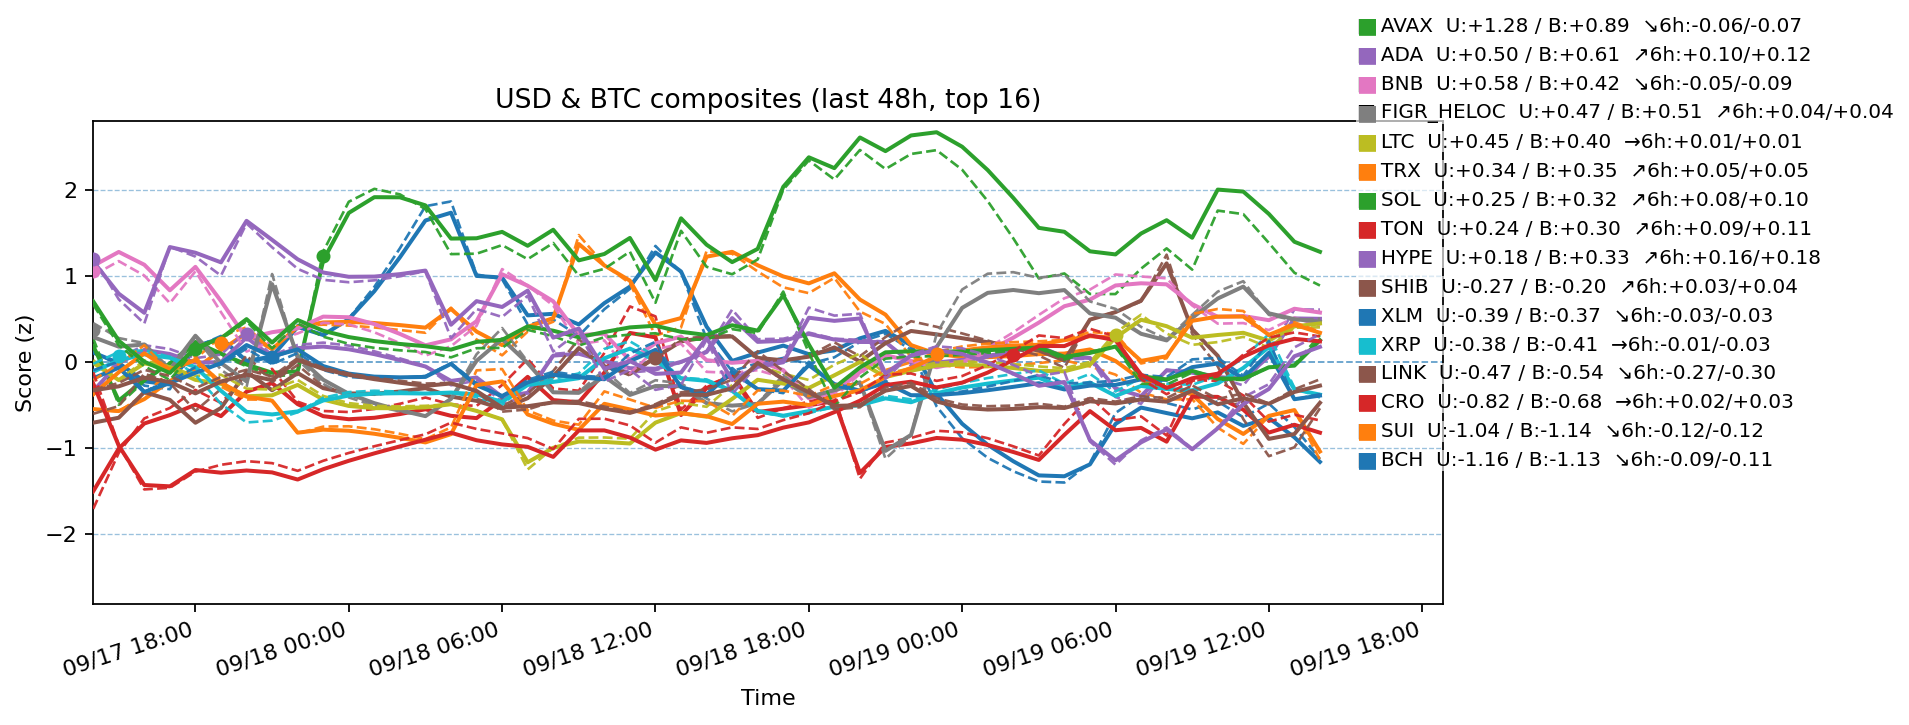 AVAX  U:+1.28 / B:+0.89  ↘6h:-0.06/-0.07
ADA  U:+0.50 / B:+0.61  ↗6h:+0.10/+0.12
BNB  U:+0.58 / B:+0.42  ↘6h:-0.05/-0.09
FIGR_HELOC  U:+0.47 / B:+0.51  ↗6h:+0.04/+0.04
LTC  U:+0.45 / B:+0.40  →6h:+0.01/+0.01
TRX  U:+0.34 / B:+0.35  ↗6h:+0.05/+0.05
SOL  U:+0.25 / B:+0.32  ↗6h:+0.08/+0.10
TON  U:+0.24 / B:+0.30  ↗6h:+0.09/+0.11
HYPE  U:+0.18 / B:+0.33  ↗6h:+0.16/+0.18
SHIB  U:-0.27 / B:-0.20  ↗6h:+0.03/+0.04
XLM  U:-0.39 / B:-0.37  ↘6h:-0.03/-0.03
XRP  U:-0.38 / B:-0.41  →6h:-0.01/-0.03
LINK  U:-0.47 / B:-0.54  ↘6h:-0.27/-0.30
CRO  U:-0.82 / B:-0.68  →6h:+0.02/+0.03
SUI  U:-1.04 / B:-1.14  ↘6h:-0.12/-0.12
BCH  U:-1.16 / B:-1.13  ↘6h:-0.09/-0.11
USD & BTC composites (last 48h, top 16)
Score (z)
2
1
0
−1
−2
09/17 18:00
09/18 00:00
09/18 06:00
09/18 12:00
09/18 18:00
09/19 00:00
09/19 06:00
09/19 12:00
09/19 18:00
Time